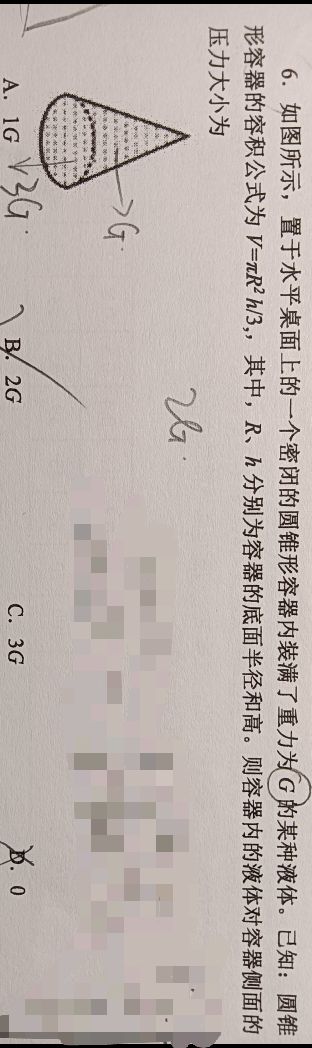 6. 如图所示，置于水平桌面上的一个密闭的圆锥形容器内装满了重力为 G 的某种液体。已知：圆锥
形容器的容积公式为 V=πR² h/3,，其中，R、h 分别为容器的底面半径和高。则容器内的液体对容器侧面的
压力大小为
2G.
G.
3G.
A. 1G
B. 2G
C. 3G
D. 0